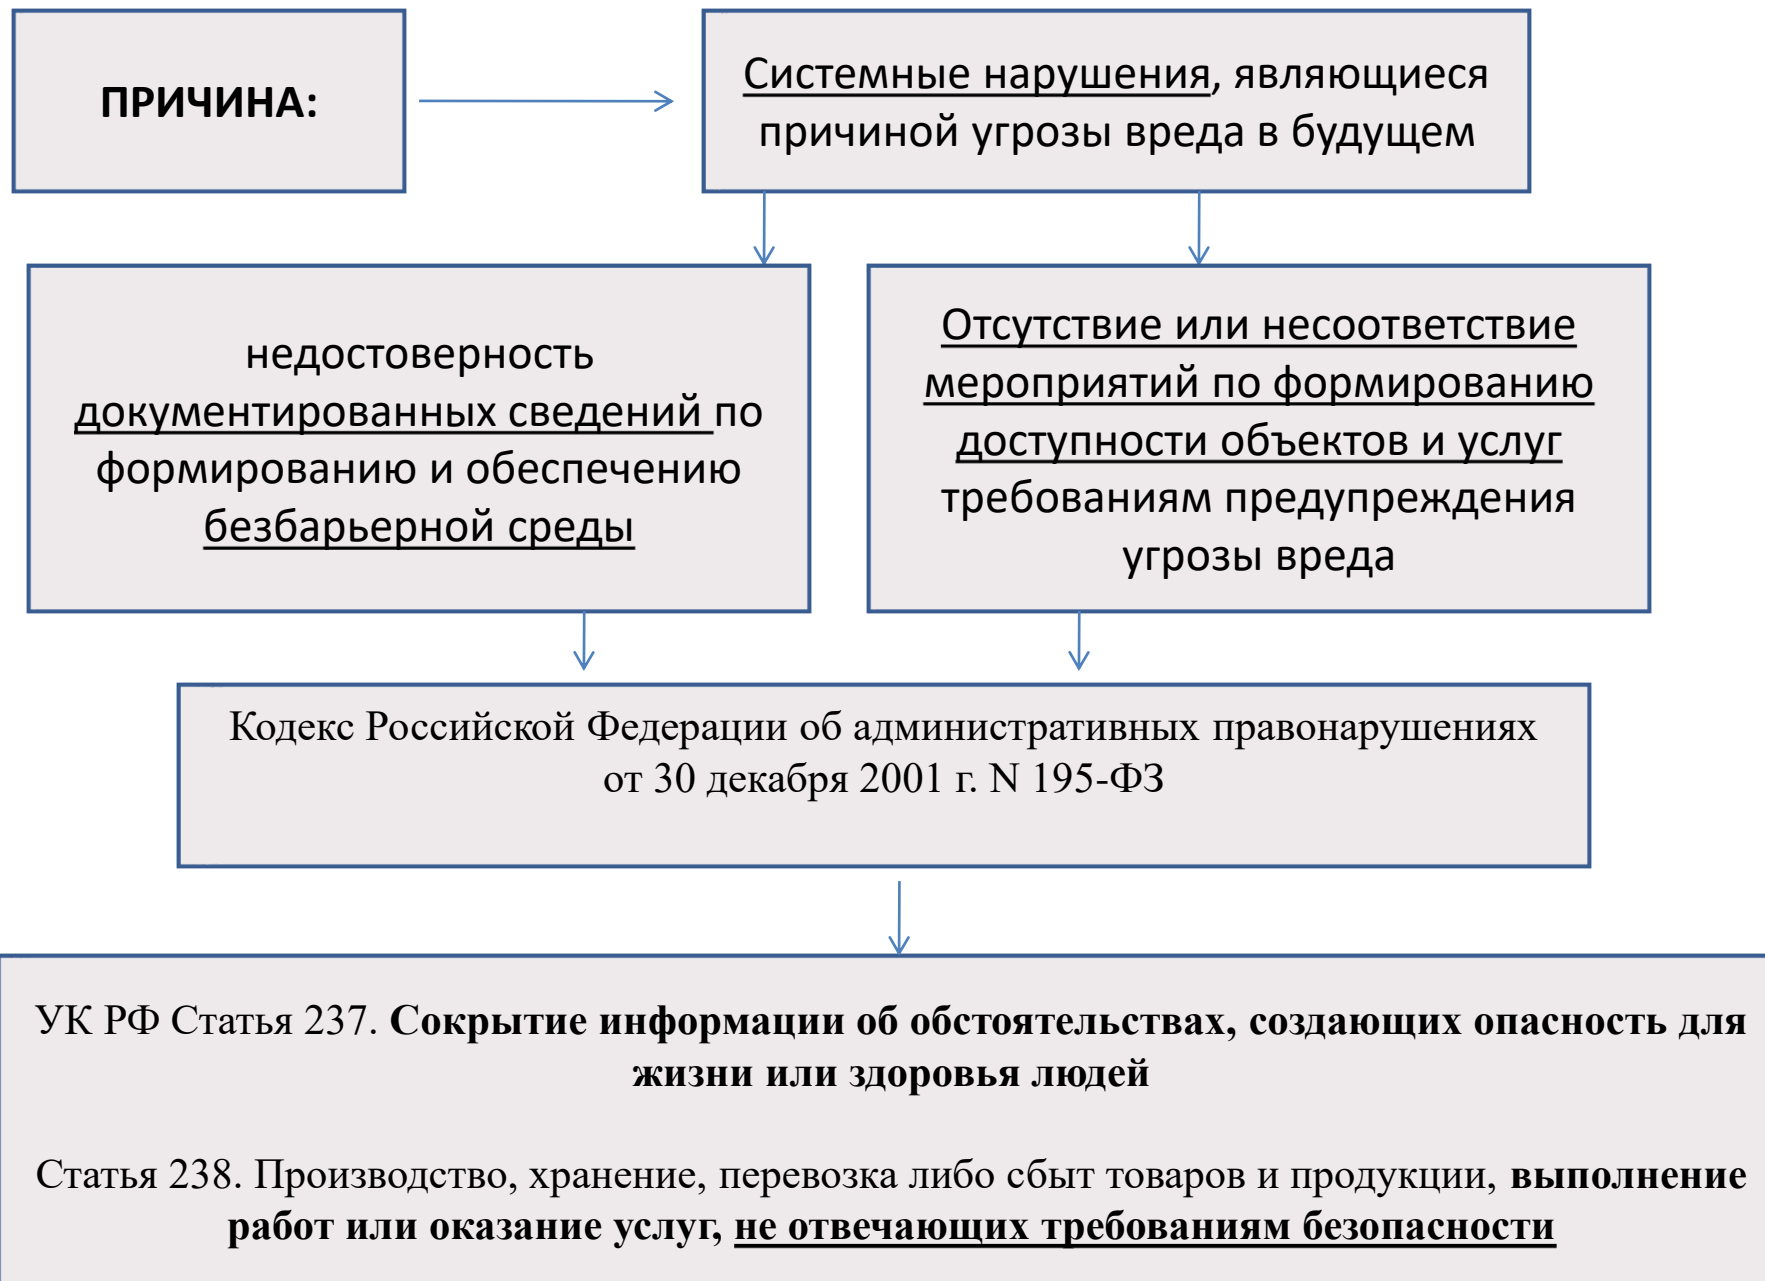 ПРИЧИНА:
Системные нарушения, являющиеся
причиной угрозы вреда в будущем
недостоверность
документированных сведений по
формированию и обеспечению
безбарьерной среды
Отсутствие или несоответствие
мероприятий по формированию
доступности объектов и услуг
требованиям предупреждения
угрозы вреда
Кодекс Российской Федерации об административных правонарушениях
от 30 декабря 2001 г. N 195-ФЗ
УК РФ Статья 237. Сокрытие информации об обстоятельствах, создающих опасность для
жизни или здоровья людей
Статья 238. Производство, хранение, перевозка либо сбыт товаров и продукции, выполнение
работ или оказание услуг, не отвечающих требованиям безопасности